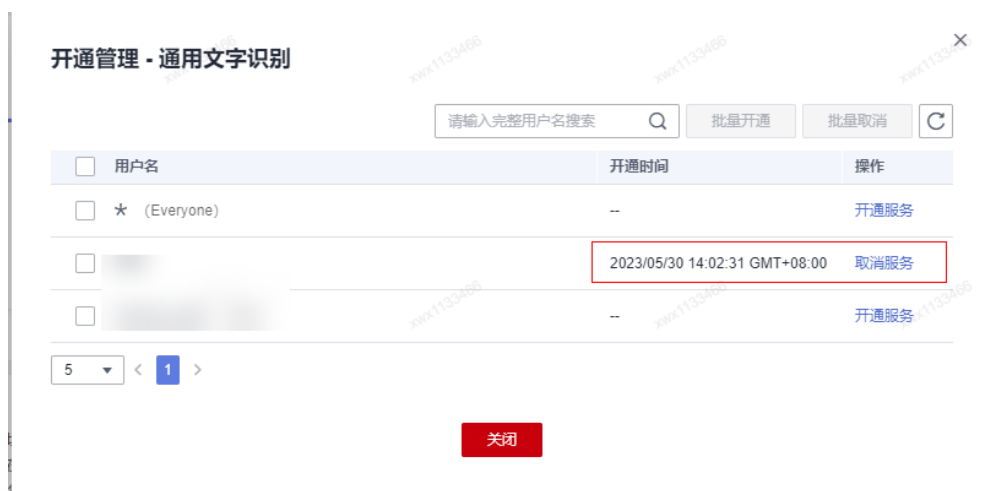 开通管理 - 通用文字识别
请输入完整用户名搜索 批量开通 批量取消
用户名 开通时间 操作
* (Everyone) -- 开通服务
2023/05/30 14:02:31 GMT+08:00 取消服务
-- 开通服务
5 < 1 >
关闭
xwx1133466